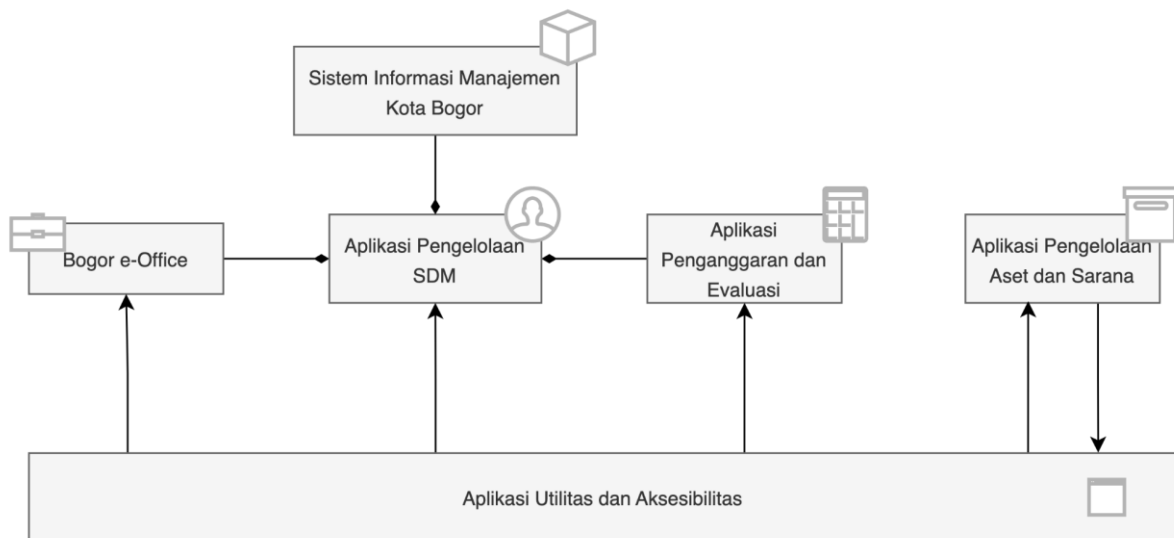 Sistem Informasi Manajemen
Kota Bogor
Bogor e-Office
Aplikasi Pengelolaan
SDM
Aplikasi
Penganggaran dan
Evaluasi
Aplikasi Pengelolaan
Aset dan Sarana
Aplikasi Utilitas dan Aksesibilitas